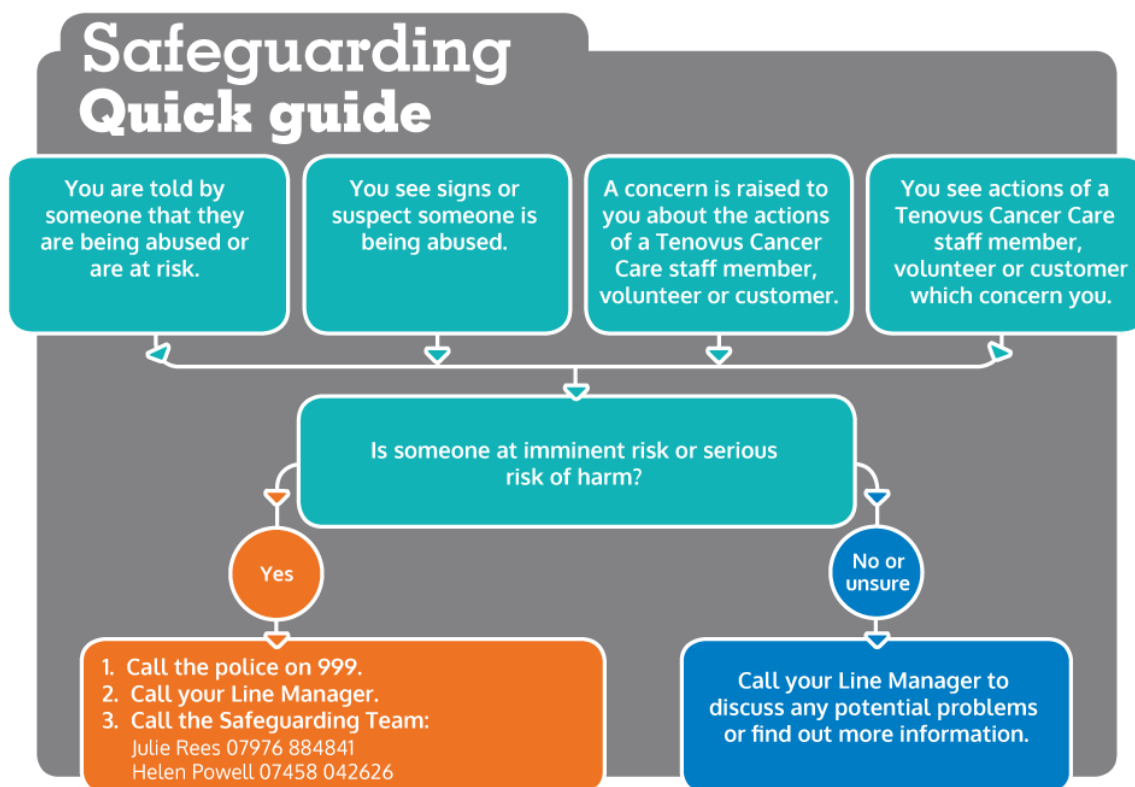 Safeguarding
Quick guide
You are told by
someone that they
are being abused or
are at risk.
You see signs or
suspect someone is
being abused.
A concern is raised to
you about the actions
of a Tenovus Cancer
Care staff member,
volunteer or customer.
You see actions of a
Tenovus Cancer Care
staff member,
volunteer or customer
which concern you.
Is someone at imminent risk or serious
risk of harm?
Yes
No or
unsure
1. Call the police on 999.
2. Call your Line Manager.
3. Call the Safeguarding Team:
Julie Rees 07976 884841
Helen Powell 07458 042626
Call your Line Manager to
discuss any potential problems
or find out more information.